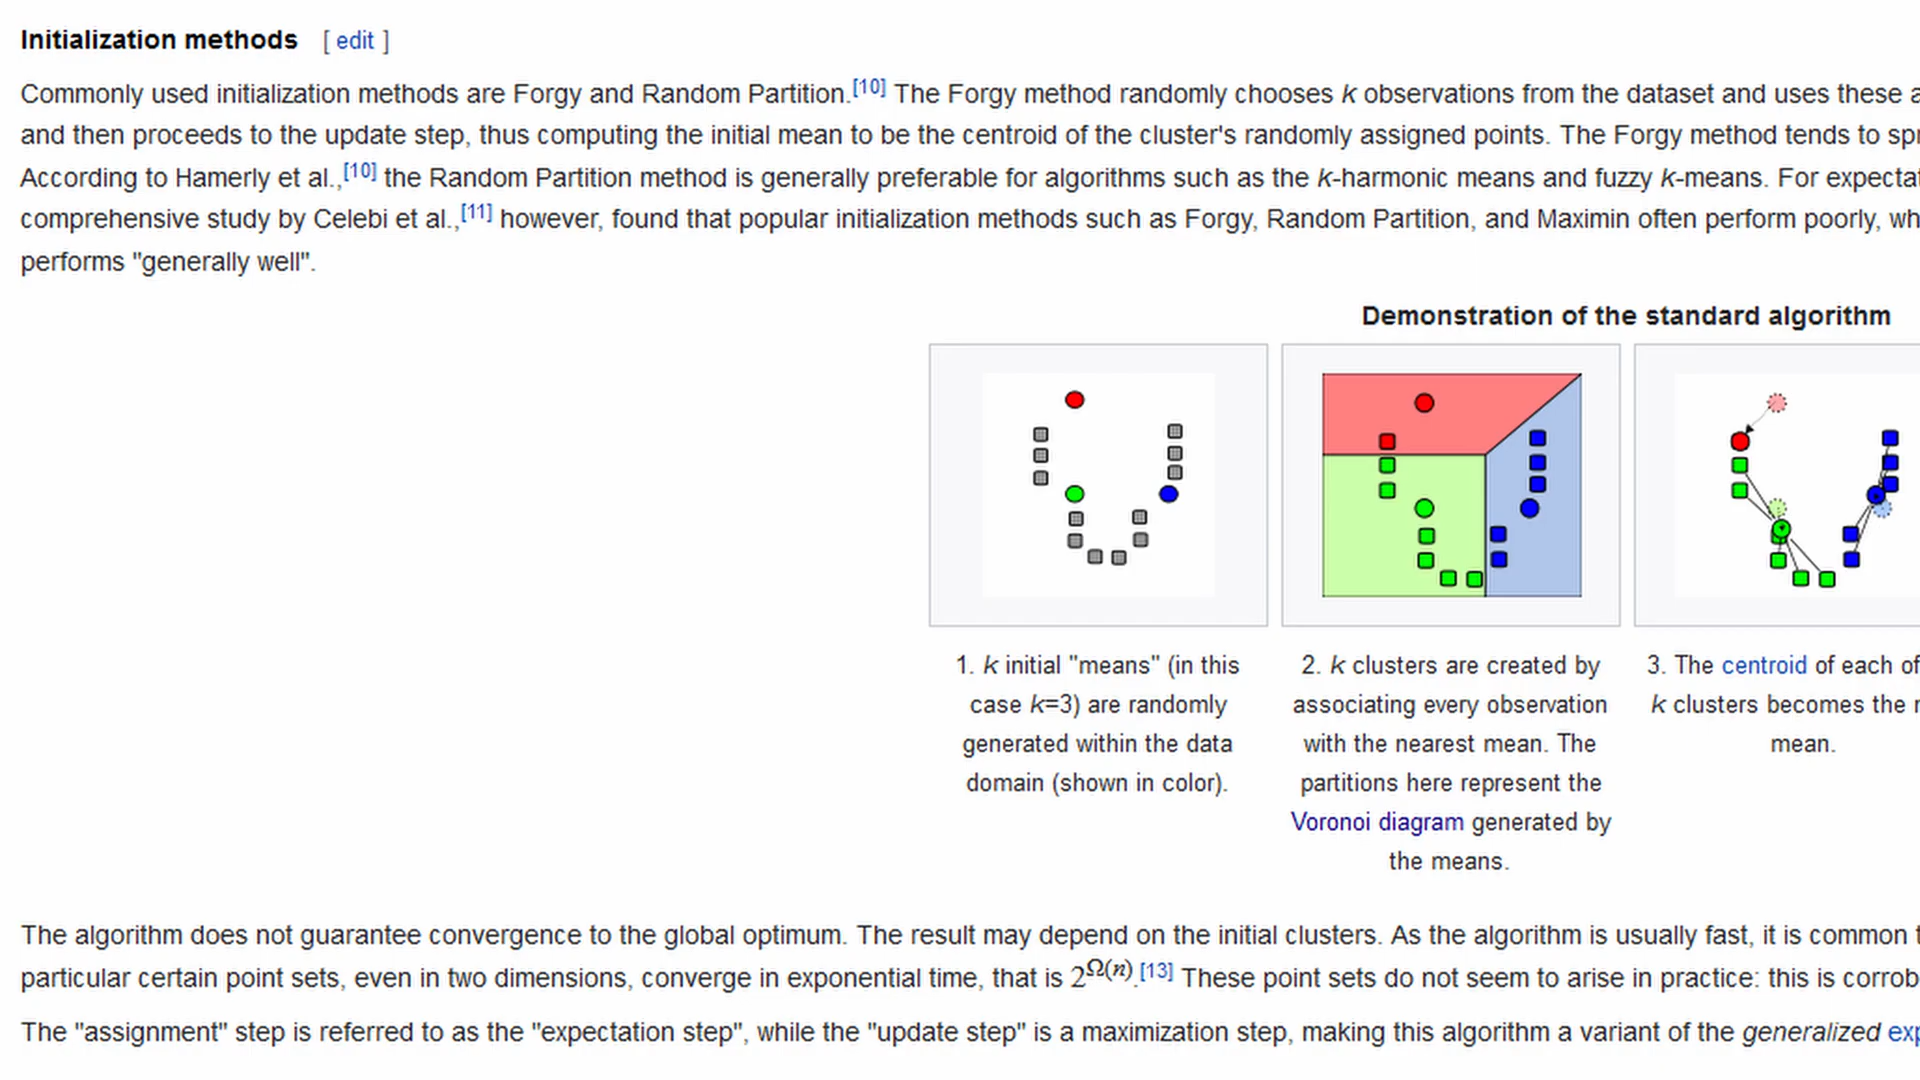 Initialization methods [ edit ]
Commonly used initialization methods are Forgy and Random Partition.[10] The Forgy method randomly chooses k observations from the dataset and uses these a
and then proceeds to the update step, thus computing the initial mean to be the centroid of the cluster's randomly assigned points. The Forgy method tends to spr
According to Hamerly et al.,[10] the Random Partition method is generally preferable for algorithms such as the k-harmonic means and fuzzy k-means. For expectat
comprehensive study by Celebi et al.,[11] however, found that popular initialization methods such as Forgy, Random Partition, and Maximin often perform poorly, wh
performs "generally well".
Demonstration of the standard algorithm
1. k initial "means" (in this
case k=3) are randomly
generated within the data
domain (shown in color).
2. k clusters are created by
associating every observation
with the nearest mean. The
partitions here represent the
Voronoi diagram generated by
the means.
3. The centroid of each of
k clusters becomes the
mean.
The algorithm does not guarantee convergence to the global optimum. The result may depend on the initial clusters. As the algorithm is usually fast, it is common t
particular certain point sets, even in two dimensions, converge in exponential time, that is 2^Ω(n).[13] These point sets do not seem to arise in practice: this is corrob
The "assignment" step is referred to as the "expectation step", while the "update step" is a maximization step, making this algorithm a variant of the generalized exp